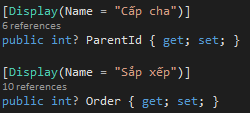 [Display(Name = "Cấp cha")]
6 references
public int? ParentId { get; set; }
[Display(Name = "Sắp xếp")]
10 references
public int? Order { get; set; }